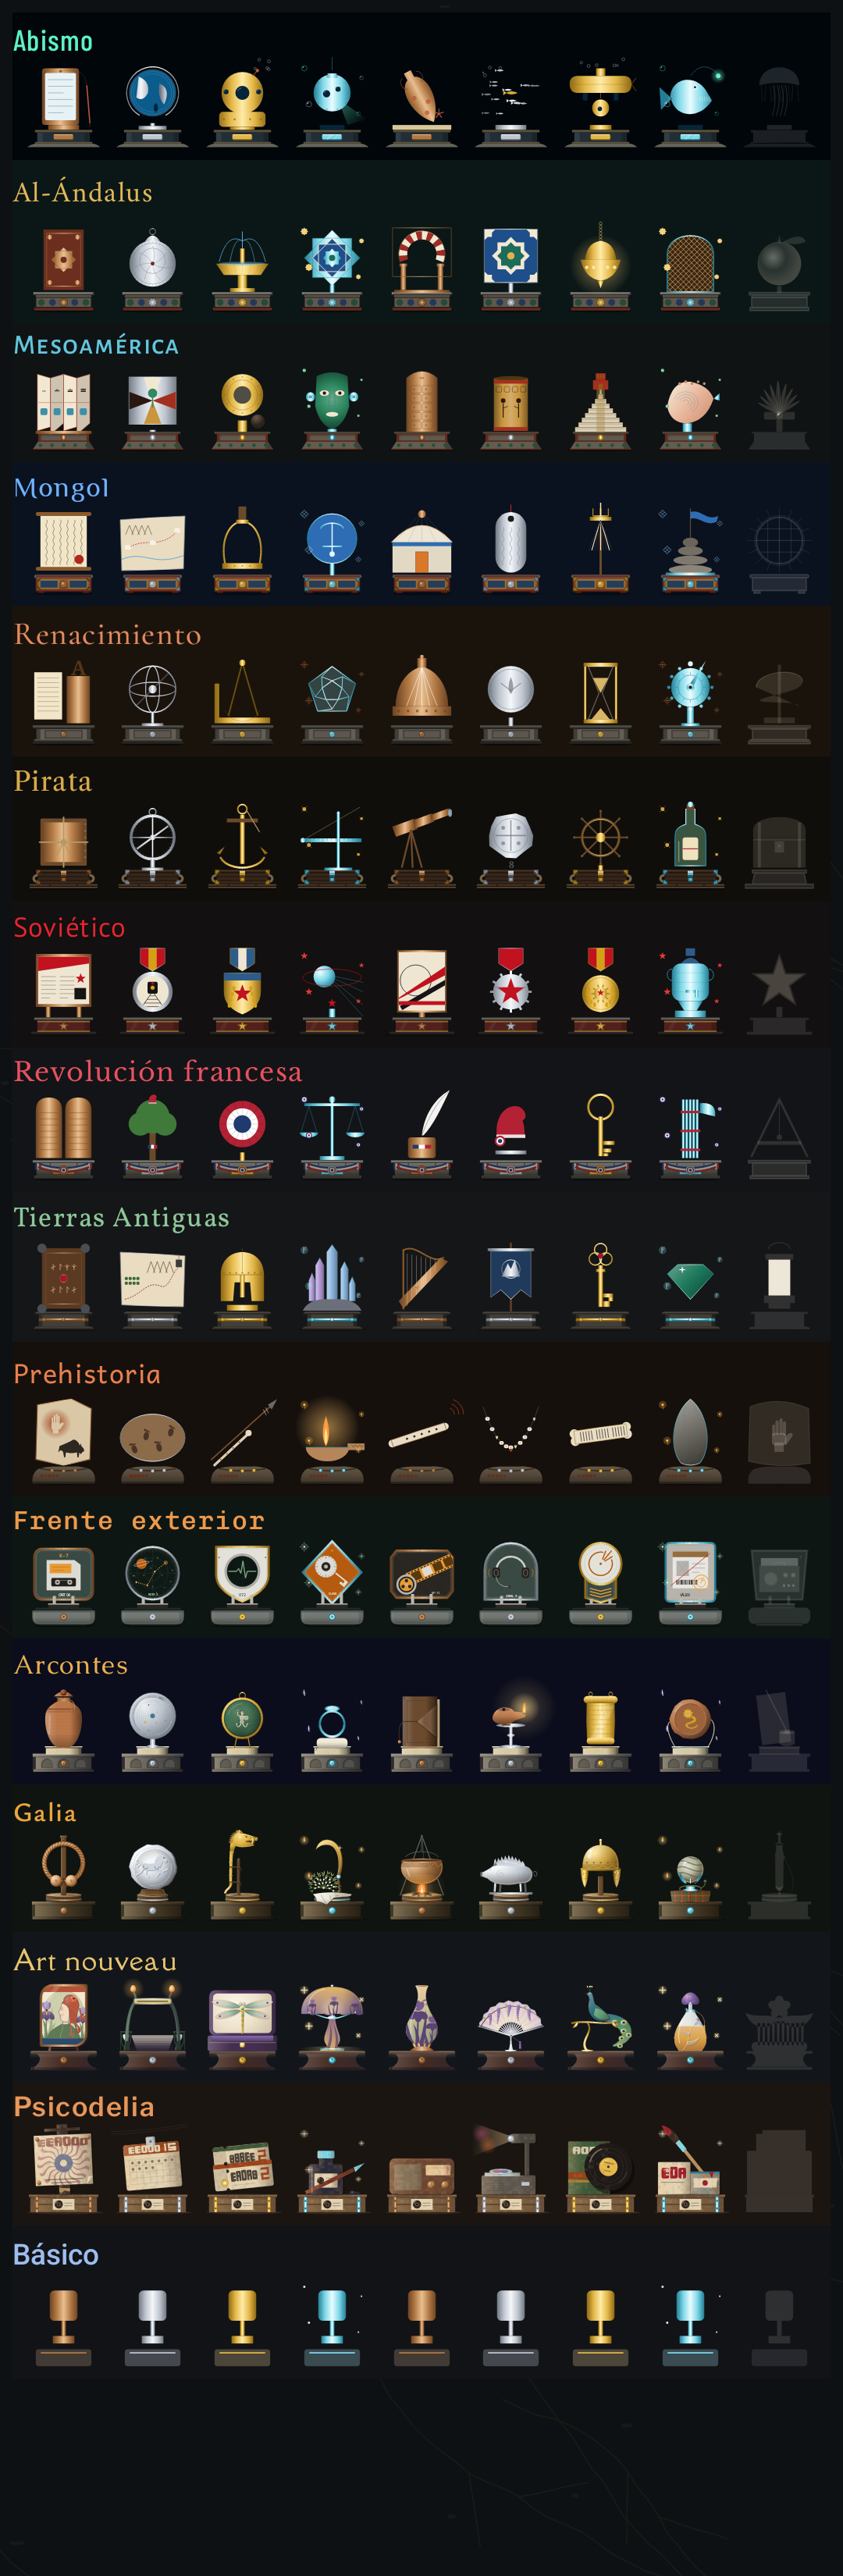 Abismo
Al-Ándalus
Mesoamérica
Mongol
Renacimiento
Pirata
Soviético
Revolución francesa
Tierras Antiguas
Prehistoria
Frente exterior
Arcontes
Galia
Art nouveau
Psicodelia
Básico